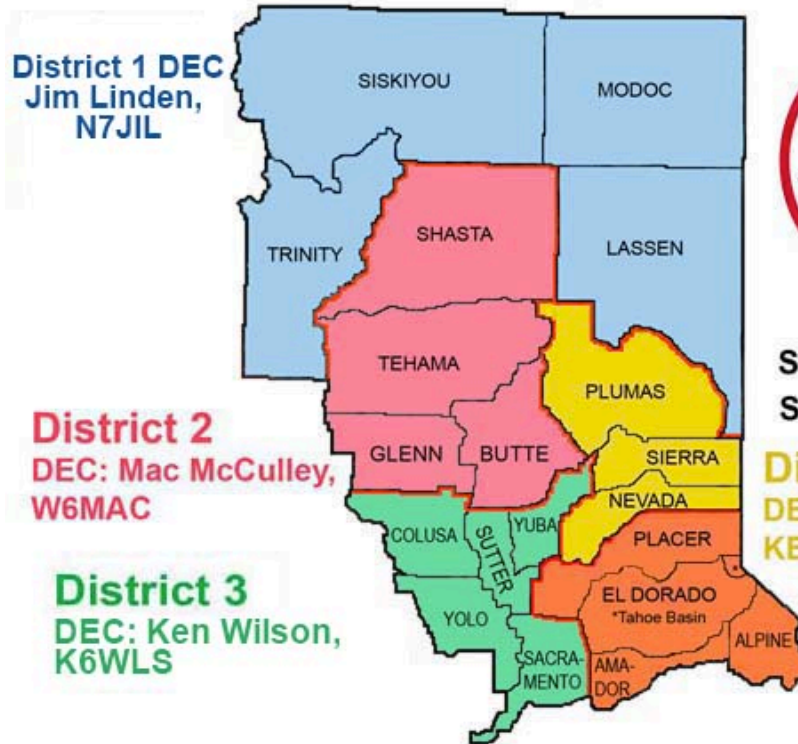 District 1 DEC
Jim Linden,
N7JIL
SISKIYOU
MODOC
TRINITY
SHASTA
LASSEN
TEHAMA
PLUMAS
GLENN
BUTTE
SIERRA
NEVADA
District 2
DEC: Mac McCulley,
W6MAC
COLUSA
SUTTER
YUBA
PLACER
District 3
DEC: Ken Wilson,
K6WLS
YOLO
EL DORADO
*Tahoe Basin
SACRA-
MENTO
AMA-
DOR
ALPINE
S
S
Di
DE